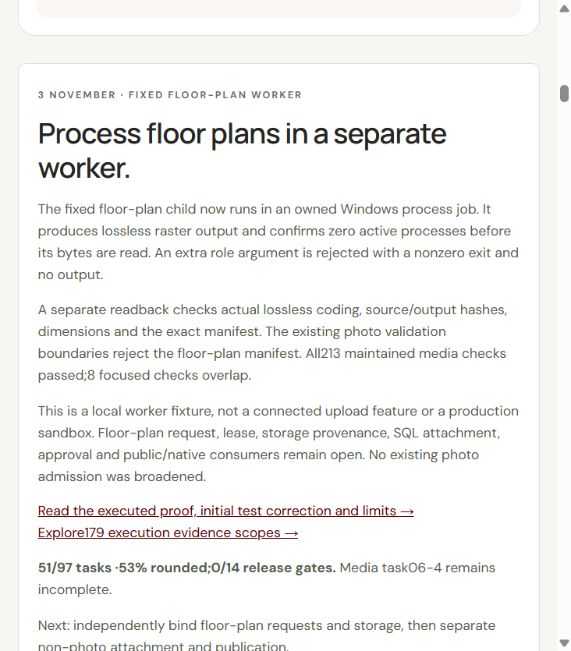 3 NOVEMBER · FIXED FLOOR-PLAN WORKER
Process floor plans in a separate
worker.
The fixed floor-plan child now runs in an owned Windows process job. It
produces lossless raster output and confirms zero active processes before
its bytes are read. An extra role argument is rejected with a nonzero exit and
no output.
A separate readback checks actual lossless coding, source/output hashes,
dimensions and the exact manifest. The existing photo validation
boundaries reject the floor-plan manifest. All213 maintained media checks
passed;8 focused checks overlap.
This is a local worker fixture, not a connected upload feature or a production
sandbox. Floor-plan request, lease, storage provenance, SQL attachment,
approval and public/native consumers remain open. No existing photo
admission was broadened.
Read the executed proof, initial test correction and limits →
Explore179 execution evidence scopes →
51/97 tasks ·53% rounded;0/14 release gates. Media task06-4 remains
incomplete.
Next: independently bind floor-plan requests and storage, then separate
non-photo attachment and publication.